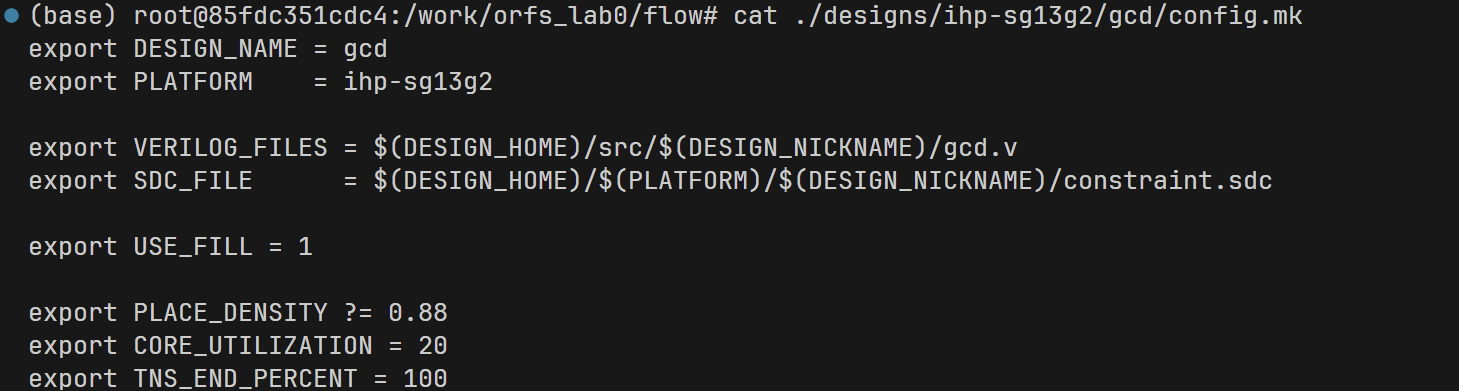 (base) root@85fdc351cdc4:/work/orfs_lab0/flow# cat ./designs/ihp-sg13g2/gcd/config.mk
export DESIGN_NAME = gcd
export PLATFORM    = ihp-sg13g2
export VERILOG_FILES = $(DESIGN_HOME)/src/$(DESIGN_NICKNAME)/gcd.v
export SDC_FILE      = $(DESIGN_HOME)/$(PLATFORM)/$(DESIGN_NICKNAME)/constraint.sdc
export USE_FILL = 1
export PLACE_DENSITY ?= 0.88
export CORE_UTILIZATION = 20
export TNS_END_PERCENT = 100